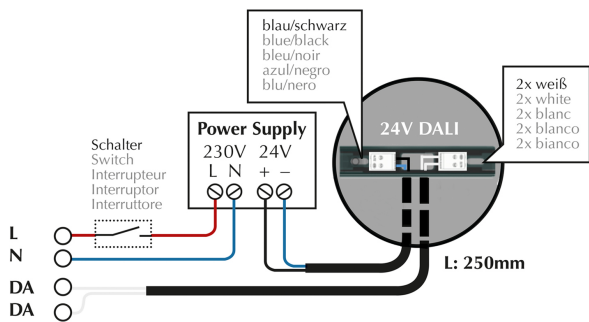 blau/schwarz
blue/black
bleu/noir
azul/negro
blu/nero
2x weiß
2x white
2x blanc
2x blanco
2x bianco
24V DALI
Power Supply
230V 24V
L N + −
Schalter
Switch
Interrupteur
Interruptor
Interruttore
L
N
DA
DA
L: 250mm